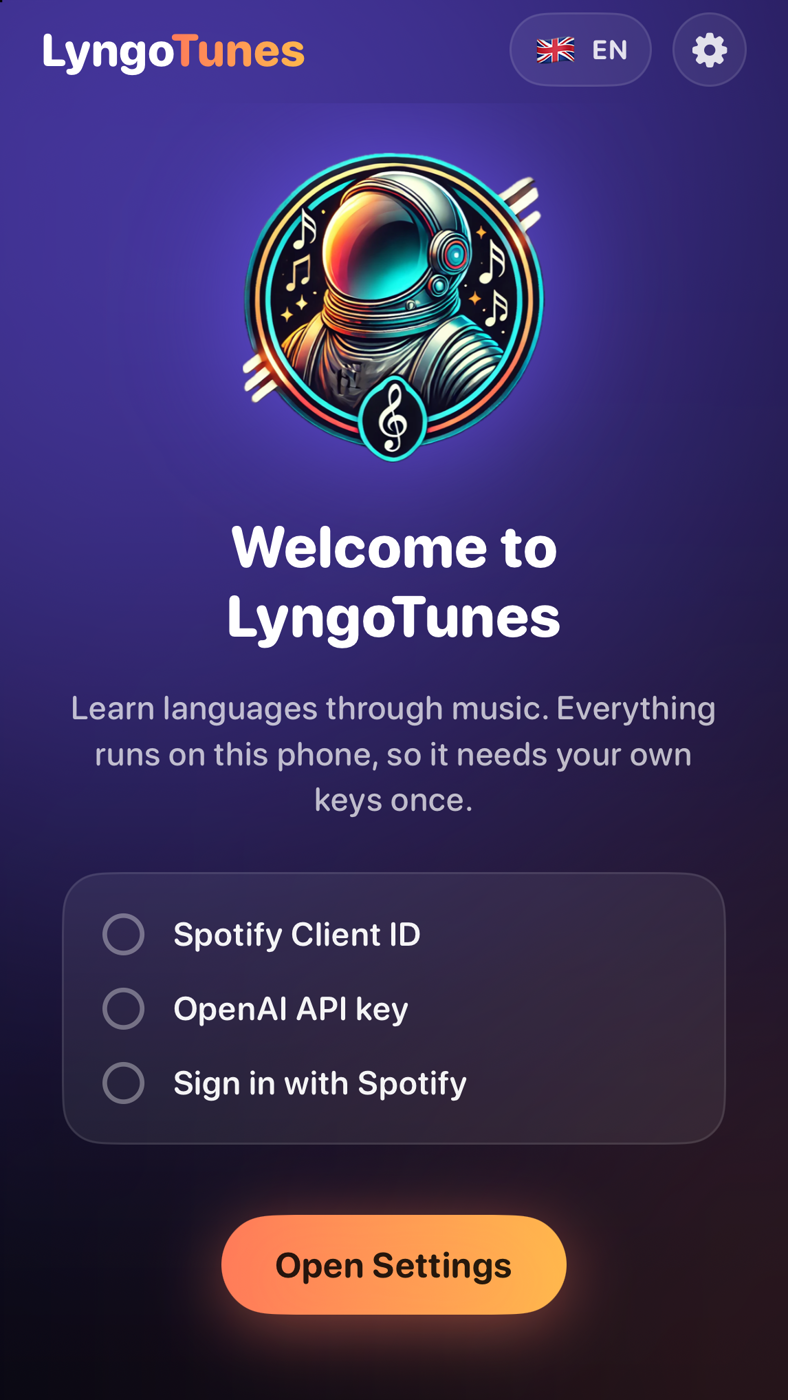 LyngoTunes
EN
Welcome to
LyngoTunes
Learn languages through music. Everything
runs on this phone, so it needs your own
keys once.
Spotify Client ID
OpenAI API key
Sign in with Spotify
Open Settings